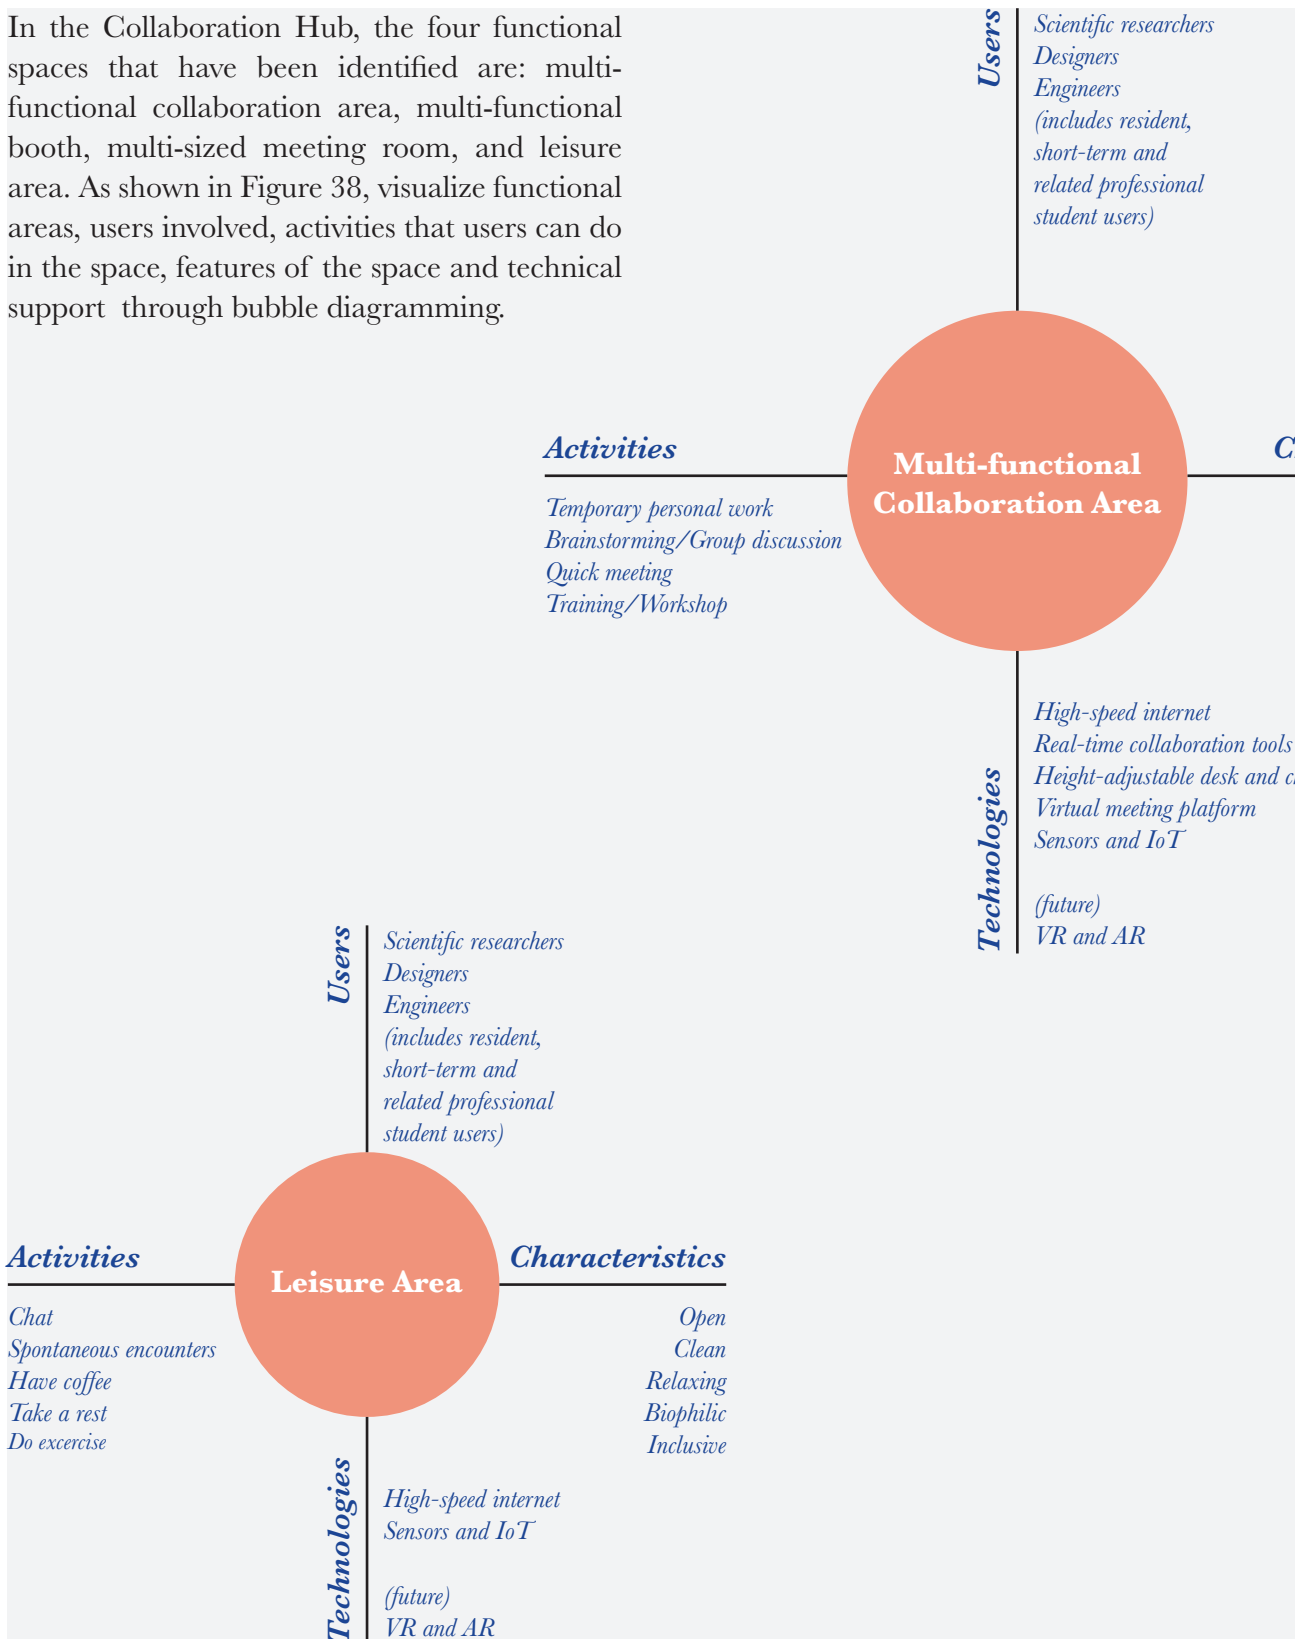 In the Collaboration Hub, the four functional
spaces that have been identified are: multi-
functional collaboration area, multi-functional
booth, multi-sized meeting room, and leisure
area. As shown in Figure 38, visualize functional
areas, users involved, activities that users can do
in the space, features of the space and technical
support through bubble diagramming.
Users
Scientific researchers
Designers
Engineers
(includes resident,
short-term and
related professional
student users)
Activities
Temporary personal work
Brainstorming/Group discussion
Quick meeting
Training/Workshop
Multi-functional
Collaboration Area
Technologies
High-speed internet
Real-time collaboration tools
Height-adjustable desk and
Virtual meeting platform
Sensors and IoT
(future)
VR and AR
Users
Scientific researchers
Designers
Engineers
(includes resident,
short-term and
related professional
student users)
Activities
Chat
Spontaneous encounters
Have coffee
Take a rest
Do excercise
Leisure Area
Characteristics
Open
Clean
Relaxing
Biophilic
Inclusive
Technologies
High-speed internet
Sensors and IoT
(future)
VR and AR